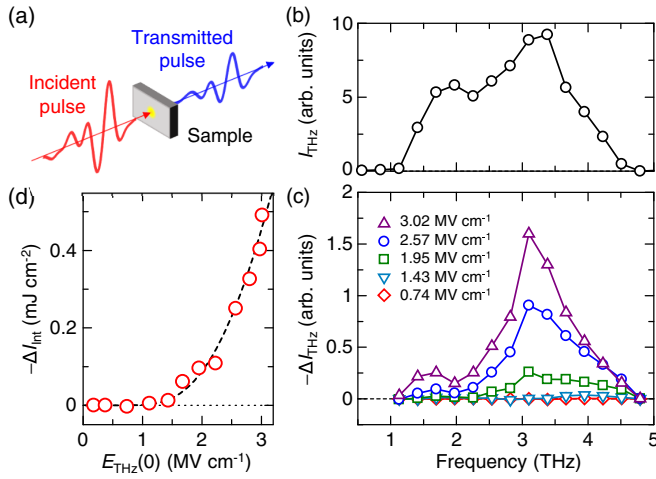 (a)
Transmitted
pulse
Incident
pulse
Sample
(b)
I_THz (arb. units)
10
5
0
(d)
−ΔI_Int (mJ cm⁻²)
0.4
0.2
0
0 1 2 3
E_THz(0) (MV cm⁻¹)
(c)
−ΔI_THz (arb. units)
2
1.5
1
0.5
0
3.02 MV cm⁻¹
2.57 MV cm⁻¹
1.95 MV cm⁻¹
1.43 MV cm⁻¹
0.74 MV cm⁻¹
1 2 3 4 5
Frequency (THz)